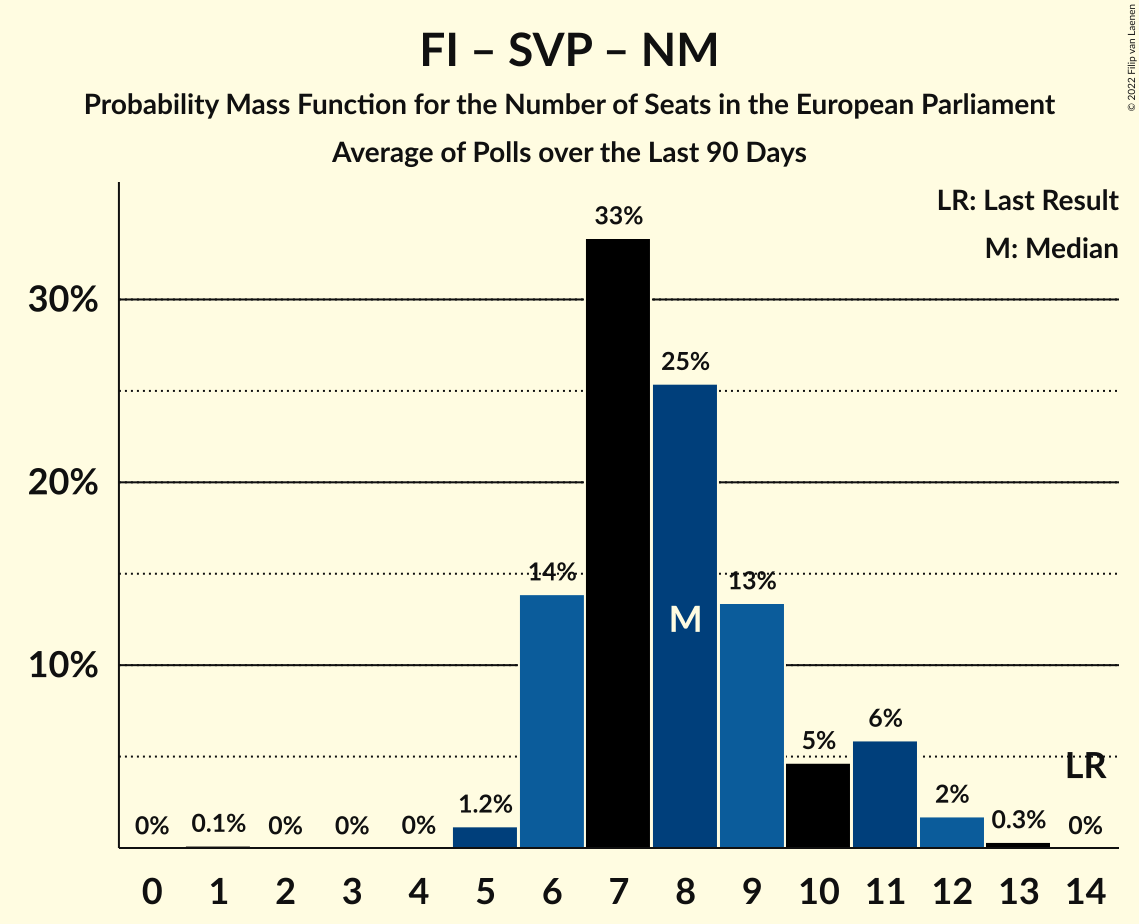 FI – SVP – NM
Probability Mass Function for the Number of Seats in the European Parliament
Average of Polls over the Last 90 Days
© 2022 Filip van Laenen
LR: Last Result
M: Median
33%
30%
25%
20%
14%
13%
M
10%
6%
5%
LR
1.2%
2%
0%
0.1%
0%
0%
0%
0.3%
0%
0 1 2 3 4 5 6 7 8 9 10 11 12 13 14